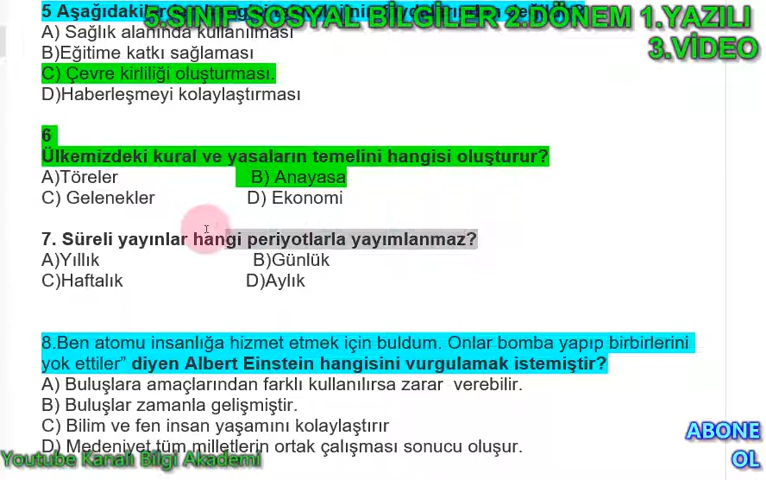 5.SINIF SOSYAL BİLGİLER 2.DÖNEM 1.YAZILI
3.VİDEO
5 Aşağıdakilerden hangisi
A) Sağlık alanında kullanılması
B)Eğitime katkı sağlaması
C) Çevre kirliliği oluşturması.
D)Haberleşmeyi kolaylaştırması
6
Ülkemizdeki kural ve yasaların temelini hangisi oluşturur?
A)Töreler B) Anayasa
C) Gelenekler D) Ekonomi
7. Süreli yayınlar hangi periyotlarla yayımlanmaz?
A)Yıllık B)Günlük
C)Haftalık D)Aylık
8.Ben atomu insanlığa hizmet etmek için buldum. Onlar bomba yapıp birbirlerini
yok ettiler” diyen Albert Einstein hangisini vurgulamak istemiştir?
A) Buluşlara amaçlarından farklı kullanılırsa zarar verebilir.
B) Buluşlar zamanla gelişmiştir.
C) Bilim ve fen insan yaşamını kolaylaştırır
D) Medeniyet tüm milletlerin ortak çalışması sonucu oluşur.
Youtube Kanalı Bilgi Akademi
ABONE
OL